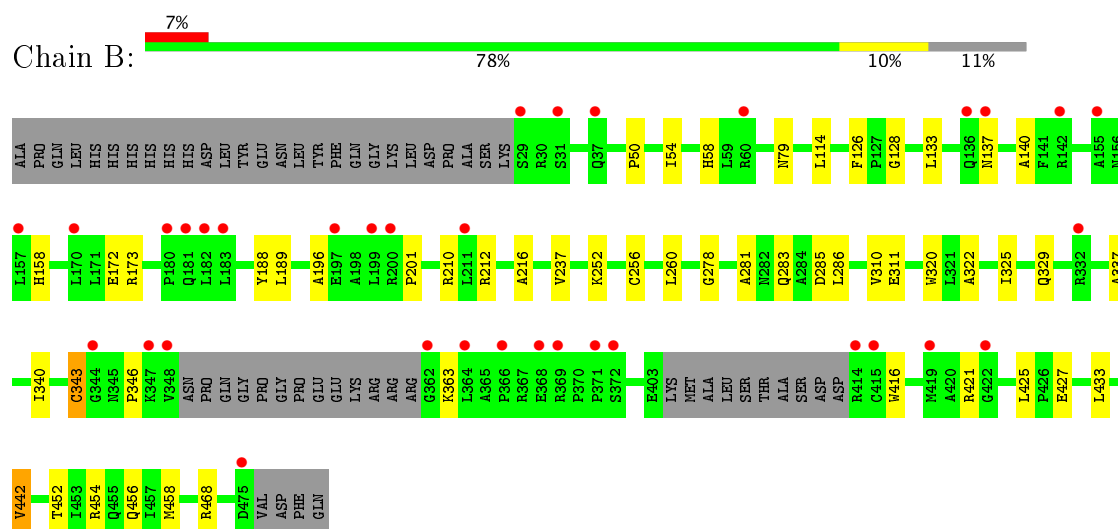 7%
Chain B:
78% 10% 11%
ALA PRO GLN LEU HIS HIS HIS HIS HIS HIS ASP LEU TYR GLU ASN LEU TYR PHE GLN GLY LYS LEU ASP PRO ALA SER LYS S29 R30 S31 Q37 P50 I54 H58 L59 R60 N79 L114 F126 P127 G128 L133 Q136 N137 A140 F141 R142 A155 N156
L157 H158 L170 L171 E172 R173 P180 Q181 L182 L183 Y188 L189 A196 E197 A198 L199 R200 P201 R210 L211 R212 A216 V237 K252 C256 L260 G278 A281 N282 Q283 A284 D285 L286 V310 E311 W320 L321 A322 I325 Q329 R332 A337
I340 C343 G344 N345 P346 K347 V348 ASN PRO GLN GLY PRO GLY PRO GLU GLU LYS ARG ARG ARG G362 K363 L364 A365 P366 R367 E368 R369 P370 P371 S372 E403 LYS MET ALA LEU SER THR ALA SER ASP ASP R414 C415 W416 M419 A420 R421 G422 L425 P426 E427 L433
V442 T452 I453 R454 Q455 Q456 I457 M458 R468 D475 VAL ASP PHE GLN